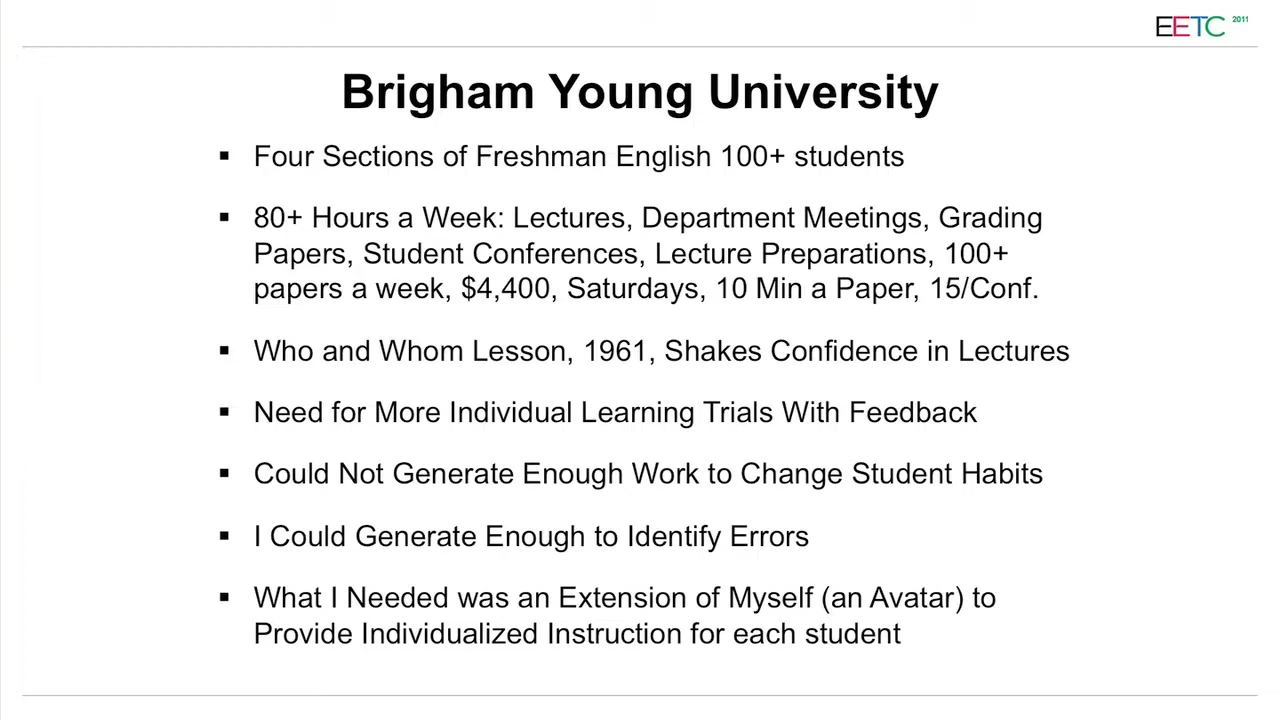 EETC 2011
Brigham Young University
▪ Four Sections of Freshman English 100+ students
▪ 80+ Hours a Week: Lectures, Department Meetings, Grading
Papers, Student Conferences, Lecture Preparations, 100+
papers a week, $4,400, Saturdays, 10 Min a Paper, 15/Conf.
▪ Who and Whom Lesson, 1961, Shakes Confidence in Lectures
▪ Need for More Individual Learning Trials With Feedback
▪ Could Not Generate Enough Work to Change Student Habits
▪ I Could Generate Enough to Identify Errors
▪ What I Needed was an Extension of Myself (an Avatar) to
Provide Individualized Instruction for each student